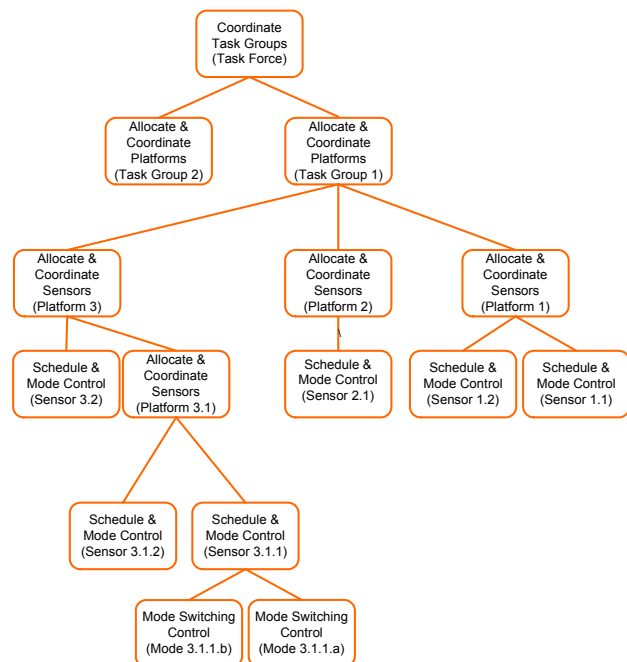 Coordinate
Task Groups
(Task Force)
Allocate &
Coordinate
Platforms
(Task Group 2)
Allocate &
Coordinate
Platforms
(Task Group 1)
Allocate &
Coordinate
Sensors
(Platform 3)
Allocate &
Coordinate
Sensors
(Platform 2)
Allocate &
Coordinate
Sensors
(Platform 1)
\
Schedule &
Mode Control
(Sensor 3.2)
Allocate &
Coordinate
Sensors
(Platform 3.1)
Schedule &
Mode Control
(Sensor 2.1)
Schedule &
Mode Control
(Sensor 1.2)
Schedule &
Mode Control
(Sensor 1.1)
Schedule &
Mode Control
(Sensor 3.1.2)
Schedule &
Mode Control
(Sensor 3.1.1)
Mode Switching
Control
(Mode 3.1.1.b)
Mode Switching
Control
(Mode 3.1.1.a)